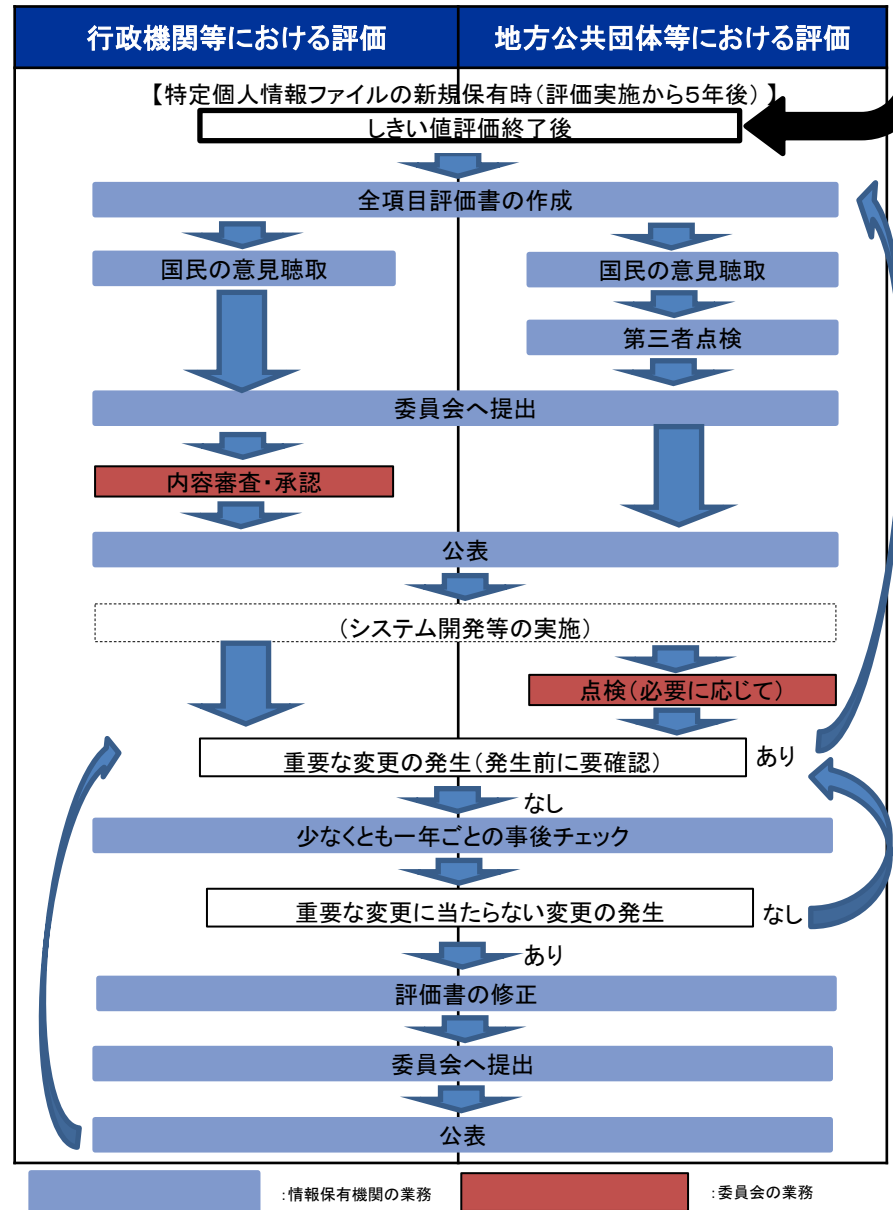 行政機関等における評価
地方公共団体等における評価
【特定個人情報ファイルの新規保有時(評価実施から5年後) 】
しきい値評価終了後
全項目評価書の作成
国民の意見聴取
国民の意見聴取
第三者点検
委員会へ提出
内容審査・承認
公表
(システム開発等の実施)
点検(必要に応じて)
重要な変更の発生(発生前に要確認)
あり
なし
少なくとも一年ごとの事後チェック
重要な変更に当たらない変更の発生
なし
あり
評価書の修正
委員会へ提出
公表
:情報保有機関の業務
:委員会の業務